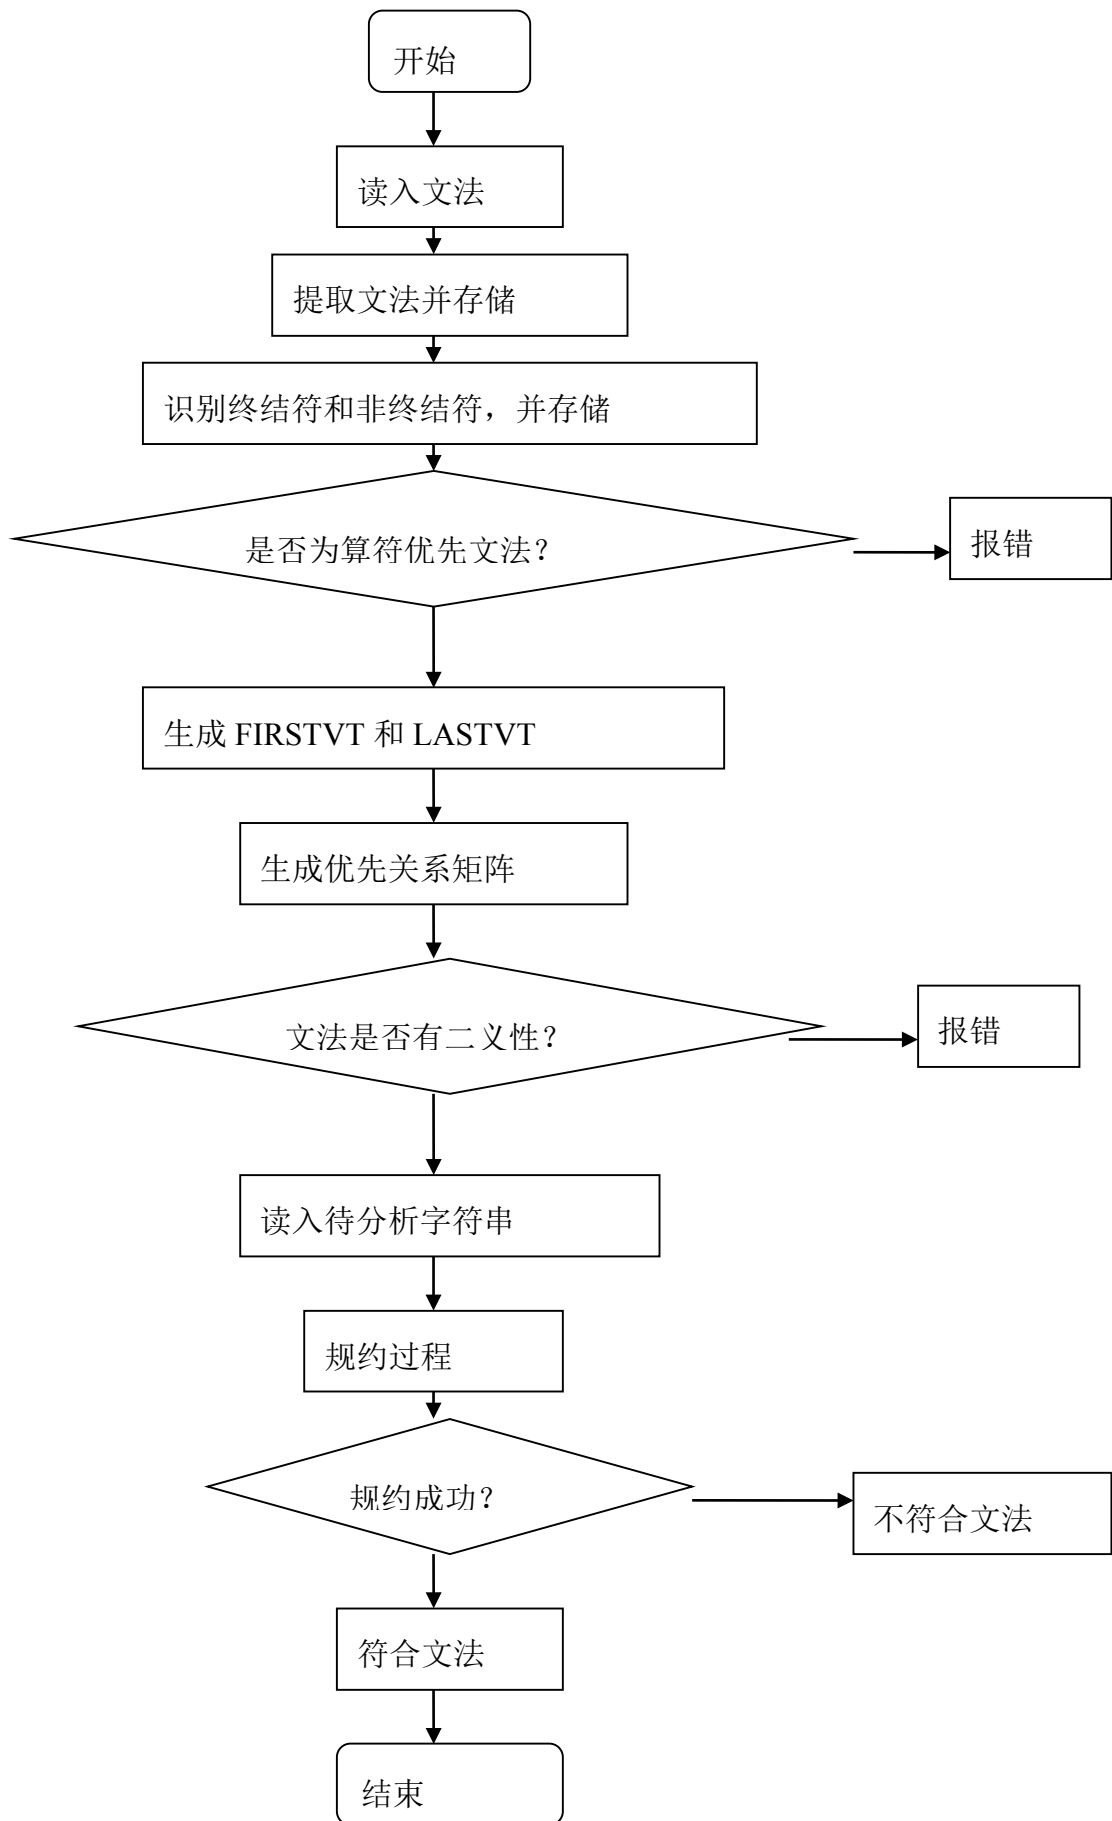 开始
读入文法
提取文法并存储
识别终结符和非终结符，并存储
是否为算符优先文法？
报错
生成 FIRSTVT 和 LASTVT
生成优先关系矩阵
文法是否有二义性？
报错
读入待分析字符串
规约过程
规约成功？
不符合文法
符合文法
结束